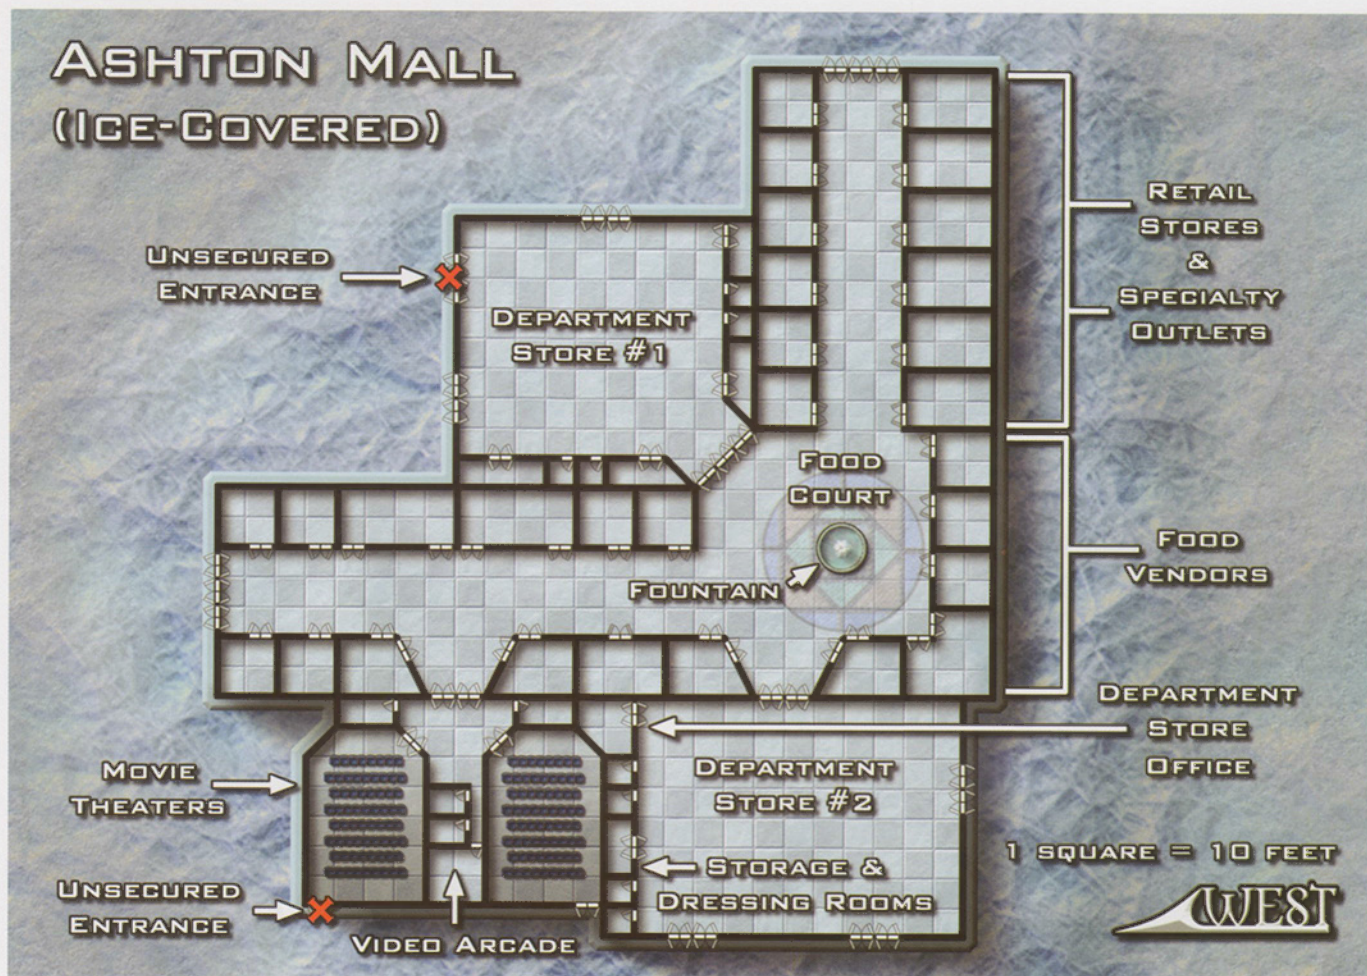 ASHTON MALL
(ICE-COVERED)
UNSECURED
ENTRANCE
DEPARTMENT
STORE #1
RETAIL
STORES
&
SPECIALTY
OUTLETS
FOOD
COURT
FOUNTAIN
FOOD
VENDORS
DEPARTMENT
STORE
OFFICE
MOVIE
THEATERS
DEPARTMENT
STORE #2
1 SQUARE = 10 FEET
STORAGE &
DRESSING ROOMS
UNSECURED
ENTRANCE
VIDEO ARCADE
WEST